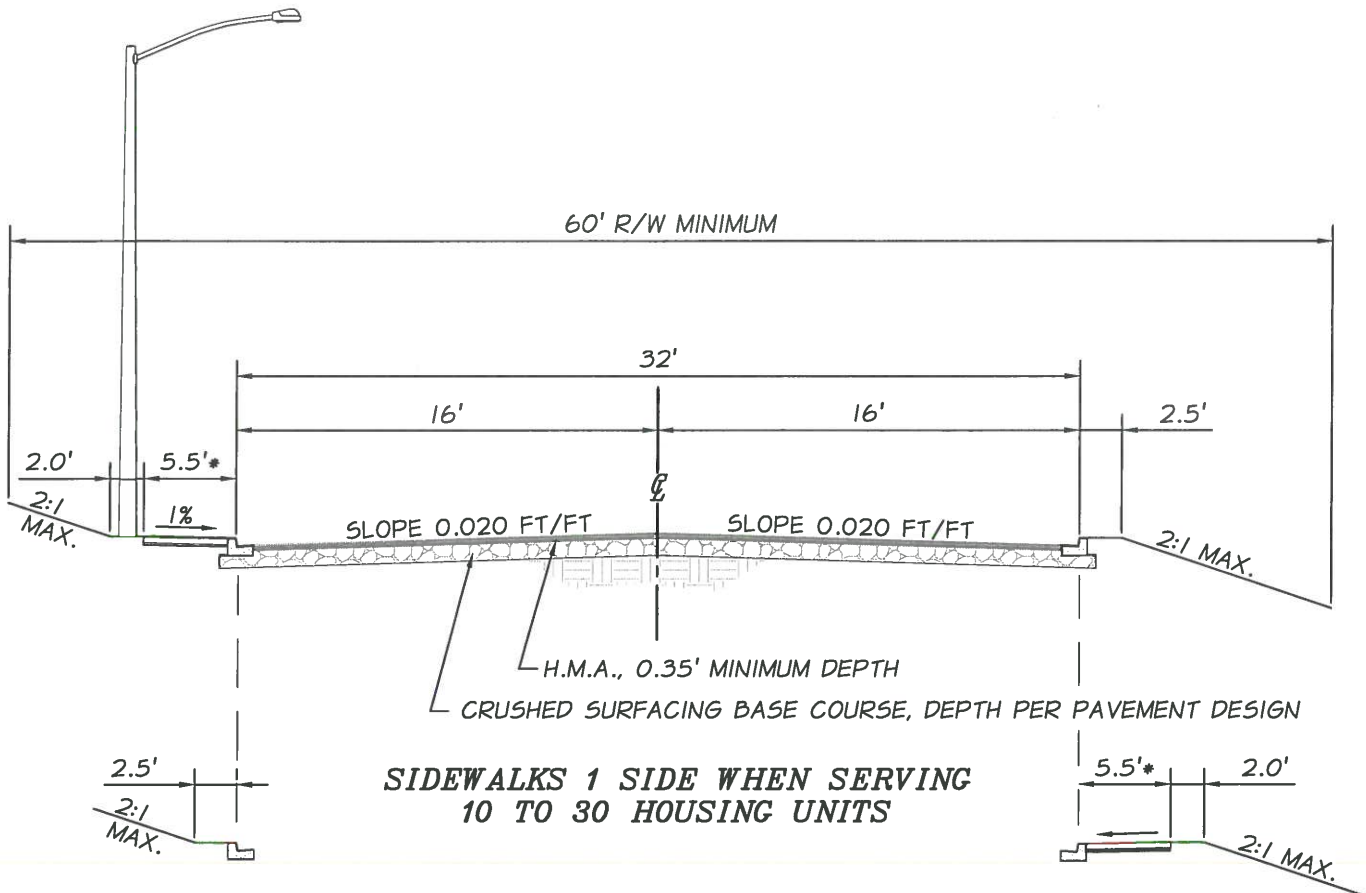 60' R/W MINIMUM
32'
16'
16'
2.5'
2.0'
5.5'*
2:1
MAX.
1%
℄
SLOPE 0.020 FT/FT
SLOPE 0.020 FT/FT
2:1 MAX.
H.M.A., 0.35' MINIMUM DEPTH
CRUSHED SURFACING BASE COURSE, DEPTH PER PAVEMENT DESIGN
2.5'
SIDEWALKS 1 SIDE WHEN SERVING
10 TO 30 HOUSING UNITS
5.5'*
2.0'
2:1
MAX.
2:1 MAX.